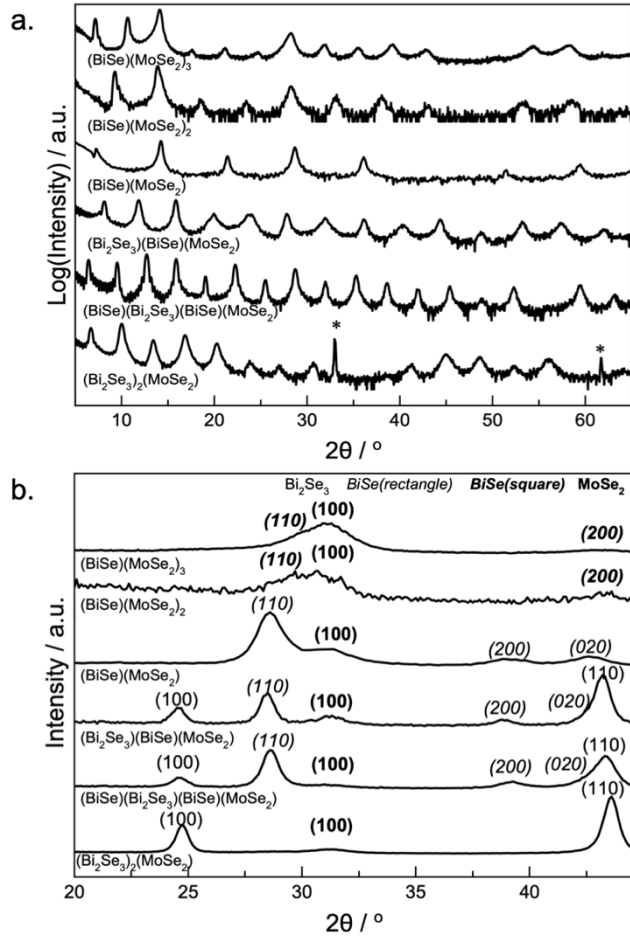 a.
Log(Intensity) / a.u.
(BiSe)(MoSe₂)₃
(BiSe)(MoSe₂)₂
(BiSe)(MoSe₂)
(Bi₂Se₃)(BiSe)(MoSe₂)
(BiSe)(Bi₂Se₃)(BiSe)(MoSe₂)
* *
(Bi₂Se₃)₂(MoSe₂)
10 20 30 40 50 60
2θ / °
b.
Intensity / a.u.
Bi₂Se₃ BiSe(rectangle) BiSe(square) MoSe₂
(110) (100) (200)
(BiSe)(MoSe₂)₃
(110) (100) (200)
(BiSe)(MoSe₂)₂
(110) (100) (200) (020)
(BiSe)(MoSe₂)
(100) (110) (100) (200) (020) (110)
(Bi₂Se₃)(BiSe)(MoSe₂)
(100) (110) (100) (200) (020) (110)
(BiSe)(Bi₂Se₃)(BiSe)(MoSe₂)
(100) (100) (110)
(Bi₂Se₃)₂(MoSe₂)
20 25 30 35 40
2θ / °